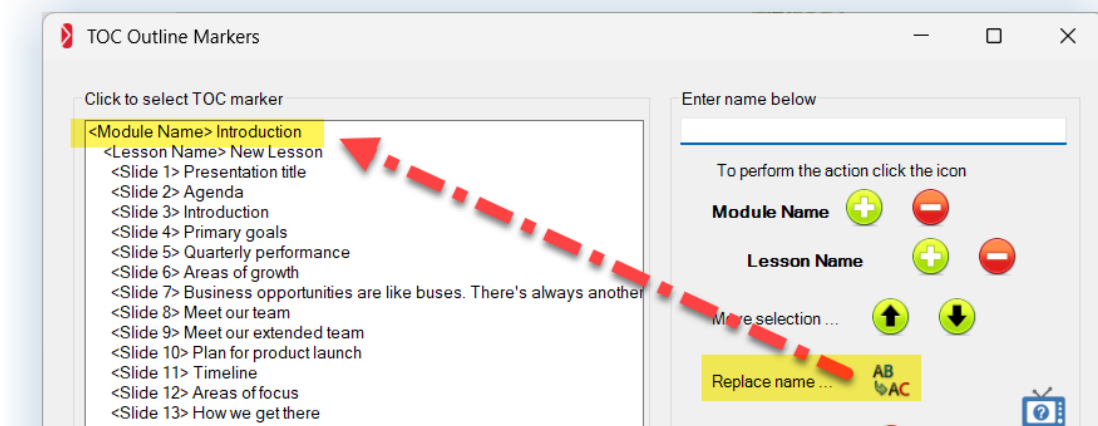 TOC Outline Markers
Click to select TOC marker
<Module Name> Introduction
<Lesson Name> New Lesson
<Slide 1> Presentation title
<Slide 2> Agenda
<Slide 3> Introduction
<Slide 4> Primary goals
<Slide 5> Quarterly performance
<Slide 6> Areas of growth
<Slide 7> Business opportunities are like buses. There's always another
<Slide 8> Meet our team
<Slide 9> Meet our extended team
<Slide 10> Plan for product launch
<Slide 11> Timeline
<Slide 12> Areas of focus
<Slide 13> How we get there
Enter name below
To perform the action click the icon
Module Name
Lesson Name
Move selection ...
Replace name ...
AB
AC
?